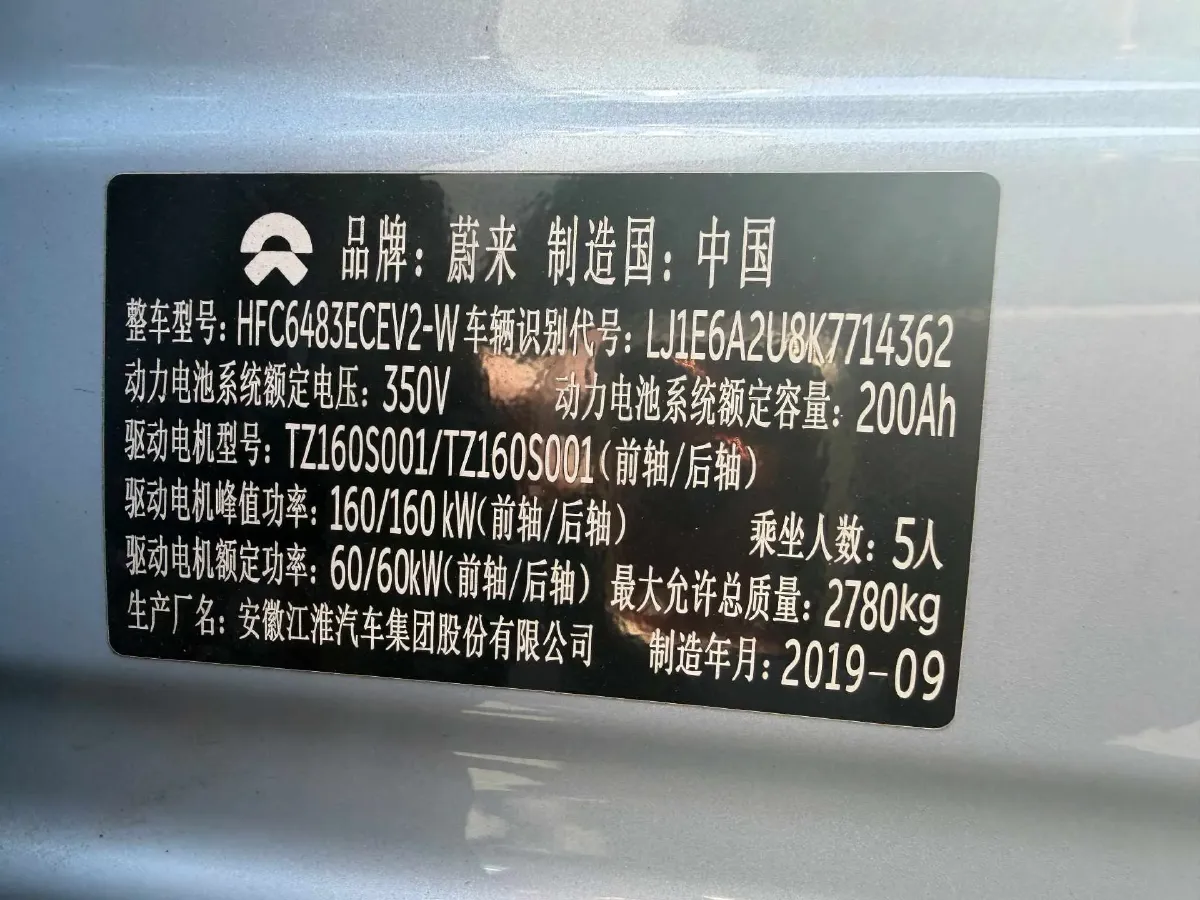 品牌：蔚来 制造国：中国
整车型号：HFC6483ECEV2-W 车辆识别代号：LJ1E6A2U8K7714362
动力电池系统额定电压：350V 动力电池系统额定容量：200Ah
驱动电机型号：TZ160S001/TZ160S001(前轴/后轴)
驱动电机峰值功率：160/160kW(前轴/后轴) 乘坐人数：5人
驱动电机额定功率：60/60kW(前轴/后轴) 最大允许总质量：2780kg
生产厂名：安徽江淮汽车集团股份有限公司 制造年月：2019-09